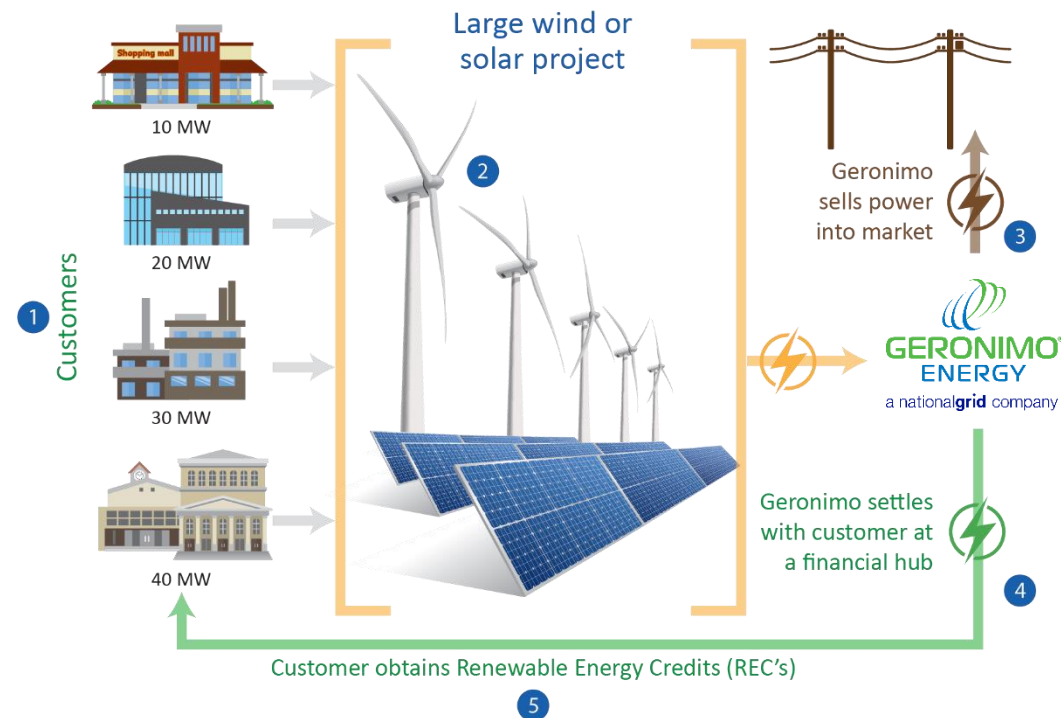 Large wind or
solar project
Shopping mall
10 MW
20 MW
30 MW
40 MW
1
Customers
2
Geronimo
sells power
into market
3
GERONIMO®
ENERGY
a nationalgrid company
Geronimo settles
with customer at
a financial hub
4
Customer obtains Renewable Energy Credits (REC's)
5